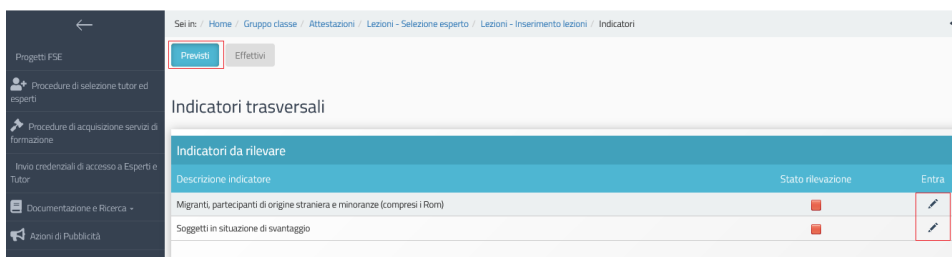 Sei in: / Home / Gruppo classe / Attestazioni / Lezioni - Selezione esperto / Lezioni - Inserimento lezioni / Indicatori
Progetti FSE
Procedure di selezione tutor ed
esperti
Procedure di acquisizione servizi di
formazione
Invio credenziali di accesso a Esperti e
Tutor
Documentazione e Ricerca
Azioni di Pubblicità
Previsti Effettivi
Indicatori trasversali
Indicatori da rilevare
Descrizione indicatore Stato rilevazione Entra
Migranti, partecipanti di origine straniera e minoranze (compresi i Rom)
Soggetti in situazione di svantaggio